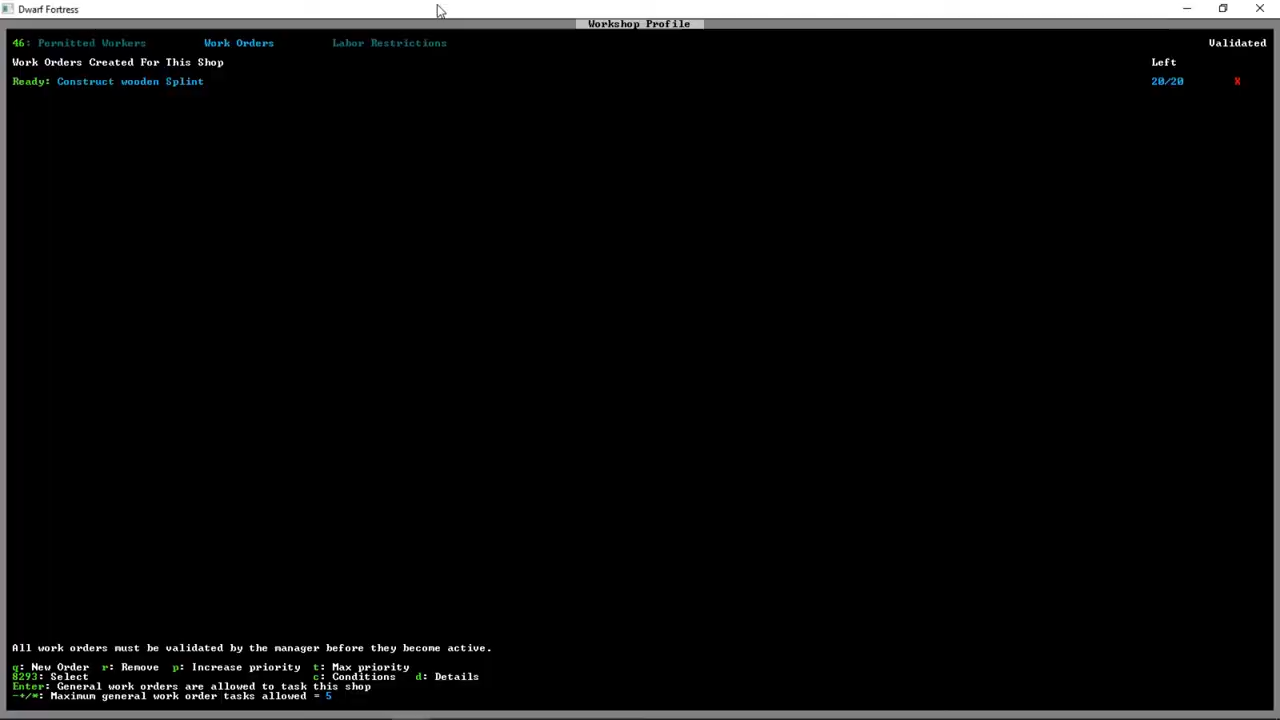 Dwarf Fortress
Workshop Profile
46: Permitted Workers Work Orders Labor Restrictions Validated
Work Orders Created For This Shop Left
Ready: Construct wooden Splint 20/20 X
All work orders must be validated by the manager before they become active.
q: New Order r: Remove p: Increase priority t: Max priority
8293: Select c: Conditions d: Details
Enter: General work orders are allowed to task this shop
-+/*: Maximum general work order tasks allowed = 5